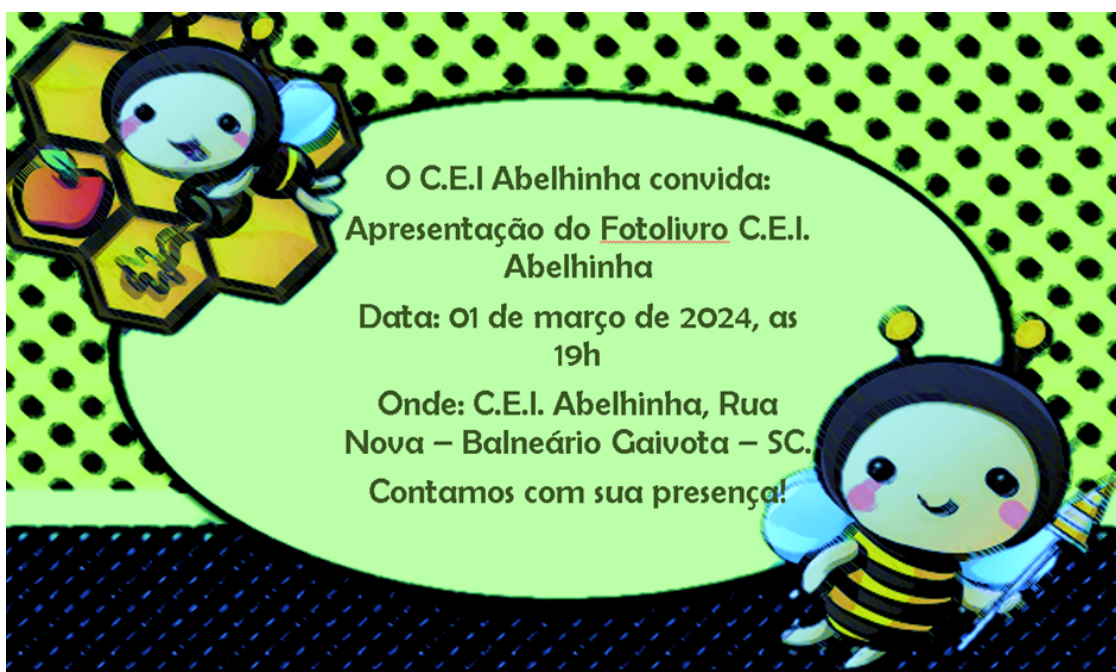 O C.E.I Abelhinha convida:
Apresentação do Fotolivro C.E.I.
Abelhinha
Data: 01 de março de 2024, as
19h
Onde: C.E.I. Abelhinha, Rua
Nova – Balneário Gaivota – SC.
Contamos com sua presença!